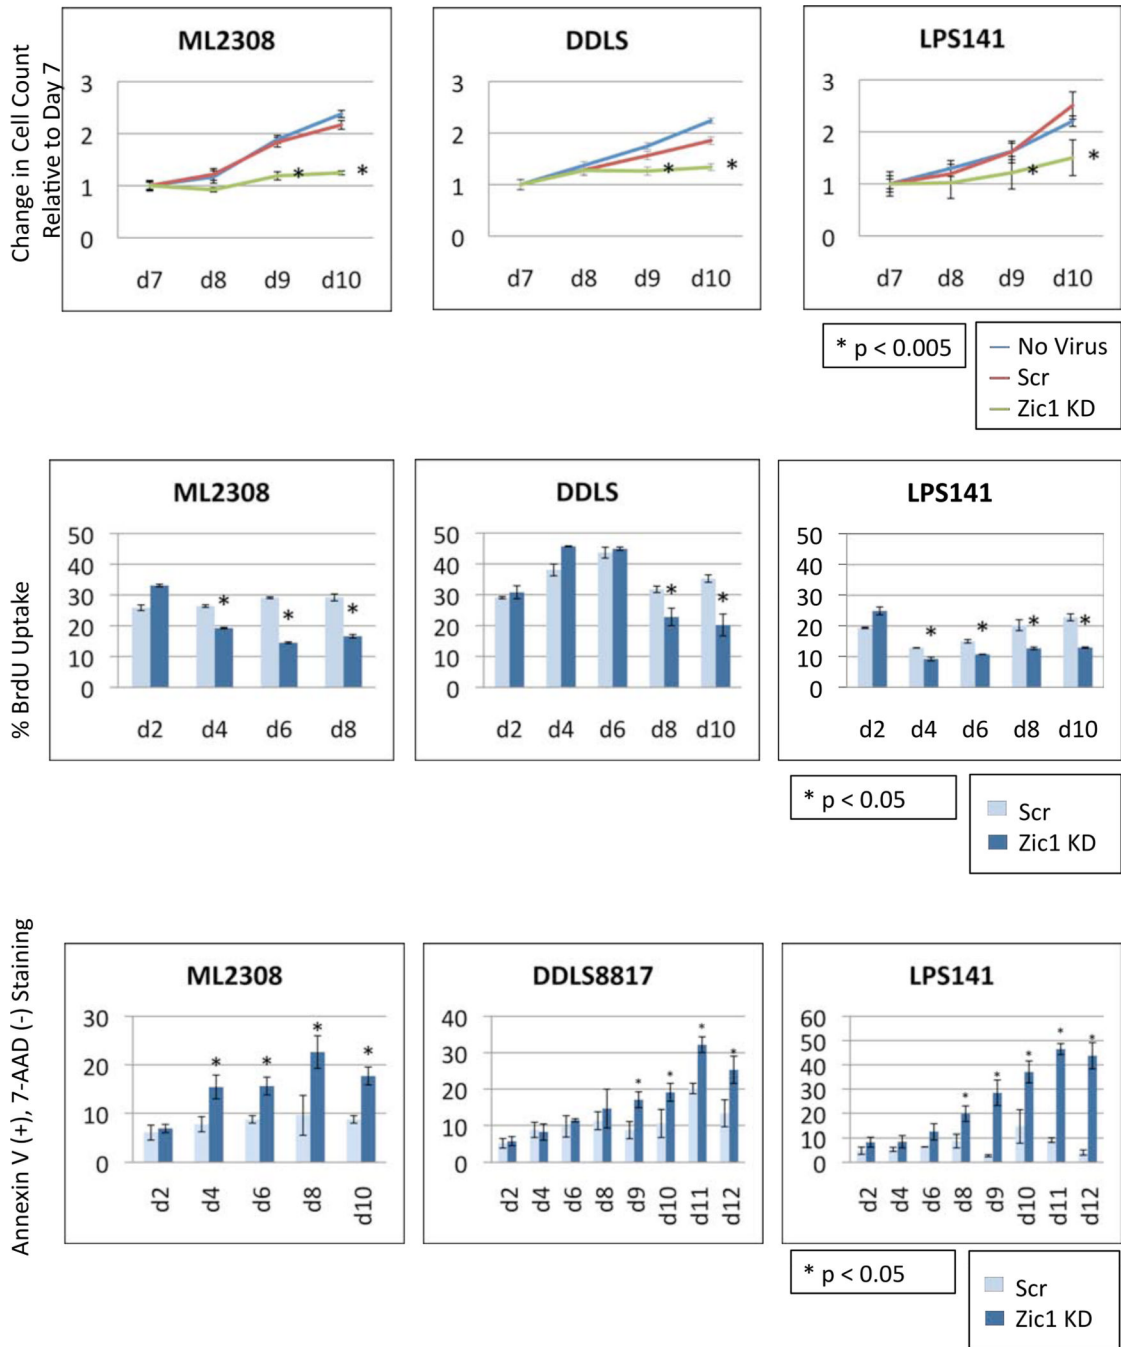 Change in Cell Count
Relative to Day 7
ML2308
3
2
1
0
*
*
d7 d8 d9 d10
DDLS
3
2
1
0
*
*
d7 d8 d9 d10
LPS141
3
2
1
0
*
*
d7 d8 d9 d10
* p < 0.005
No Virus
Scr
Zic1 KD
% BrdU Uptake
ML2308
50
40
30
20
10
0
* * *
d2 d4 d6 d8
DDLS
50
40
30
20
10
0
* *
d2 d4 d6 d8 d10
LPS141
50
40
30
20
10
0
* * * *
d2 d4 d6 d8 d10
* p < 0.05
Scr
Zic1 KD
Annexin V (+), 7-AAD (-) Staining
ML2308
30
20
10
0
* * * *
d2 d4 d6 d8 d10
DDLS8817
40
30
20
10
0
* * * *
d2 d4 d6 d8 d9 d10 d11 d12
LPS141
60
50
40
30
20
10
0
* * * * *
d2 d4 d6 d8 d9 d10 d11 d12
* p < 0.05
Scr
Zic1 KD